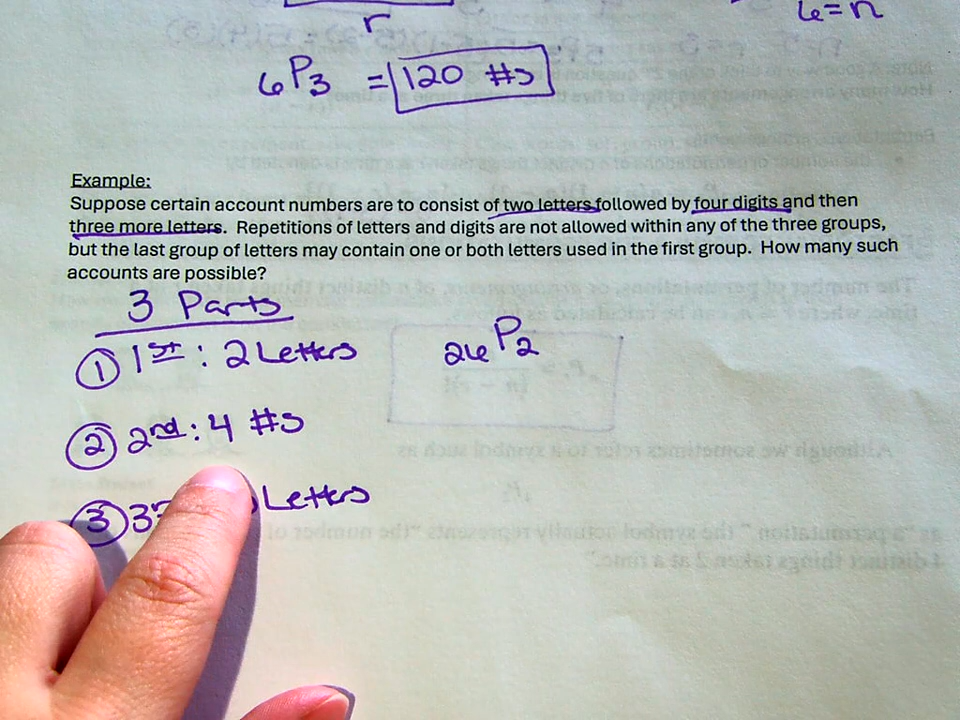 r
6 = n
6P3 = 120 #s
Example:
Suppose certain account numbers are to consist of two letters followed by four digits and then
three more letters. Repetitions of letters and digits are not allowed within any of the three groups,
but the last group of letters may contain one or both letters used in the first group. How many such
accounts are possible?
3 Parts
① 1st : 2 Letters 26P2
② 2nd : 4 #s
③ 3 Letters